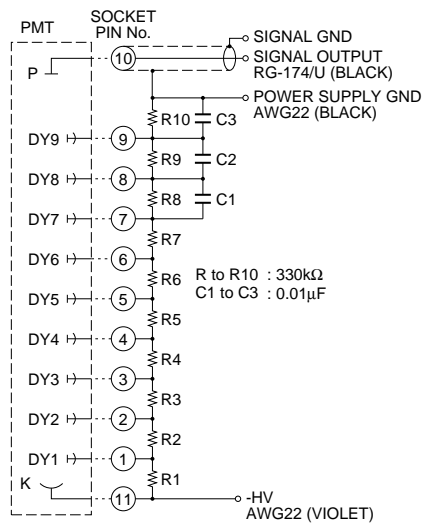 PMT
SOCKET
PIN No.
SIGNAL GND
10
SIGNAL OUTPUT
RG-174/U (BLACK)
P
POWER SUPPLY GND
AWG22 (BLACK)
R10
C3
DY9
9
R9
C2
DY8
8
R8
C1
DY7
7
R7
DY6
6
R6
R to R10 : 330kΩ
C1 to C3 : 0.01µF
DY5
5
R5
DY4
4
R4
DY3
3
R3
DY2
2
R2
DY1
1
R1
K
11
-HV
AWG22 (VIOLET)